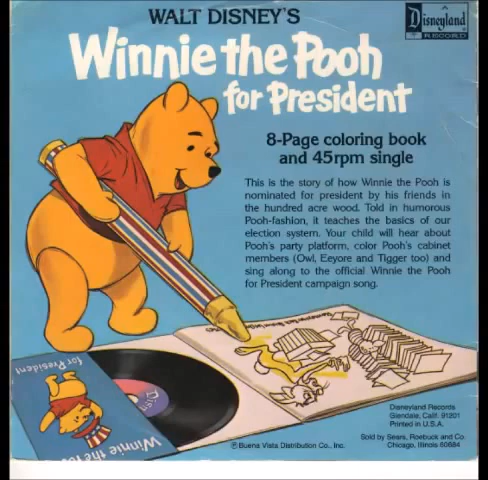 WALT DISNEY'S
Disneyland
RECORD
Winnie the Pooh
for President
8-Page coloring book
and 45rpm single
This is the story of how Winnie the Pooh is
nominated for president by his friends in
the hundred acre wood. Told in humorous
Pooh-fashion, it teaches the basics of our
election system. Your child will hear about
Pooh's party platform, color Pooh's cabinet
members (Owl, Eeyore and Tigger too) and
sing along to the official Winnie the Pooh
for President campaign song.
for President
Winnie the
Disneyland Records
Glendale, Calif. 91201
Printed in U.S.A.
Sold by Sears, Roebuck and Co.
Chicago, Illinois 60684
℗ Buena Vista Distribution Co., Inc.